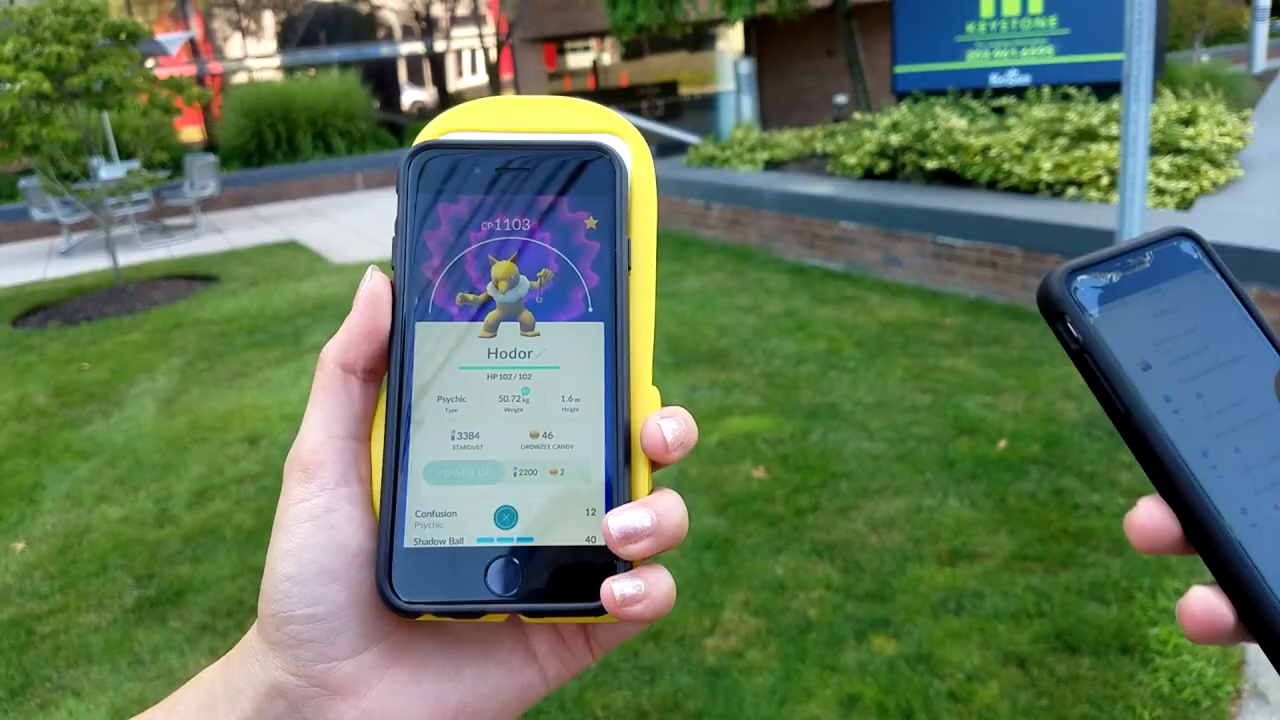 KEYSTONE
CP1103
Hodor
HP 102 / 102
Psychic
50.72kg
1.6m
Type
Weight
Height
3384
46
STARDUST
DROWZEE CANDY
POWER UP
2200
2
Confusion
12
Psychic
Shadow Ball
40